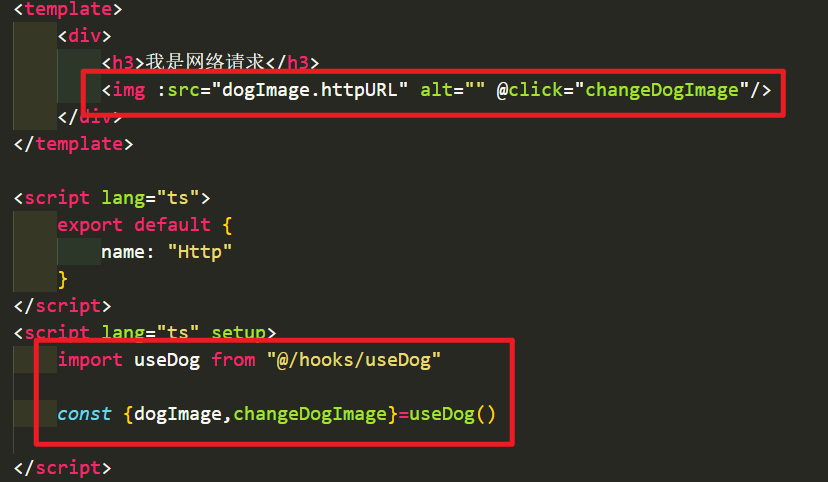 <template>
<div>
<h3>我是网络请求</h3>
<img :src="dogImage.httpURL" alt="" @click="changeDogImage"/>
</div>
</template>
<script lang="ts">
export default {
name: "Http"
}
</script>
<script lang="ts" setup>
import useDog from "@/hooks/useDog"
const {dogImage,changeDogImage}=useDog()
</script>